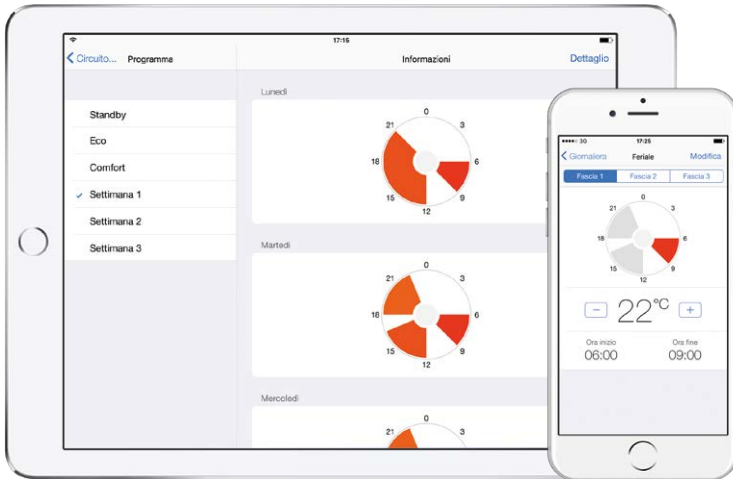 17:15
Circuito... Programma
Informazioni
Dettaglio
Standby
Eco
Comfort
Settimana 1
Settimana 2
Settimana 3
Lunedì
0
3
6
9
12
15
18
21
Martedì
0
3
6
9
12
15
18
21
Mercoledì
0
3
21
30
17:25
Giornaliera
Feriale
Modifica
Fascia 1
Fascia 2
Fascia 3
0
3
6
9
12
15
18
21
− 22°C +
Ora inizio
Ora fine
06:00
09:00